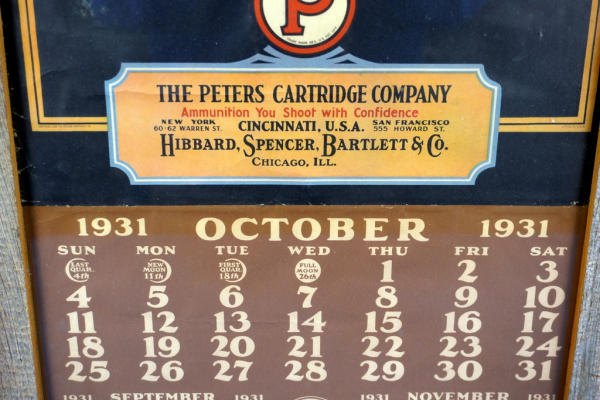 P
THE PETERS CARTRIDGE COMPANY
Ammunition You Shoot with Confidence
NEW YORK
60-62 WARREN ST.
CINCINNATI, U.S.A.
SAN FRANCISCO
555 HOWARD ST.
HIBBARD, SPENCER, BARTLETT & CO.
CHICAGO, ILL.
1931 OCTOBER 1931
SUN MON TUE WED THU FRI SAT
LAST QUAR. 4th NEW MOON 11th FIRST QUAR. 18th FULL MOON 26th 1 2 3
4 5 6 7 8 9 10
11 12 13 14 15 16 17
18 19 20 21 22 23 24
25 26 27 28 29 30 31
1931 SEPTEMBER 1931 1931 NOVEMBER 1931